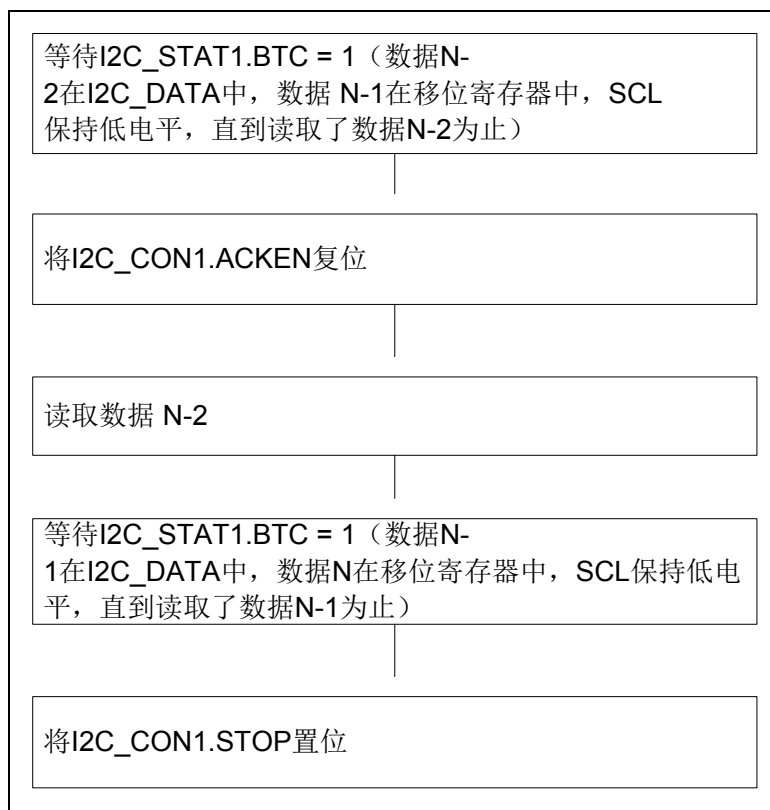 等待I2C_STAT1.BTC = 1（数据N-
2在I2C_DATA中，数据 N-1在移位寄存器中，SCL
保持低电平，直到读取了数据N-2为止）
将I2C_CON1.ACKEN复位
读取数据 N-2
等待I2C_STAT1.BTC = 1（数据N-
1在I2C_DATA中，数据N在移位寄存器中，SCL保持低电
平，直到读取了数据N-1为止）
将I2C_CON1.STOP置位